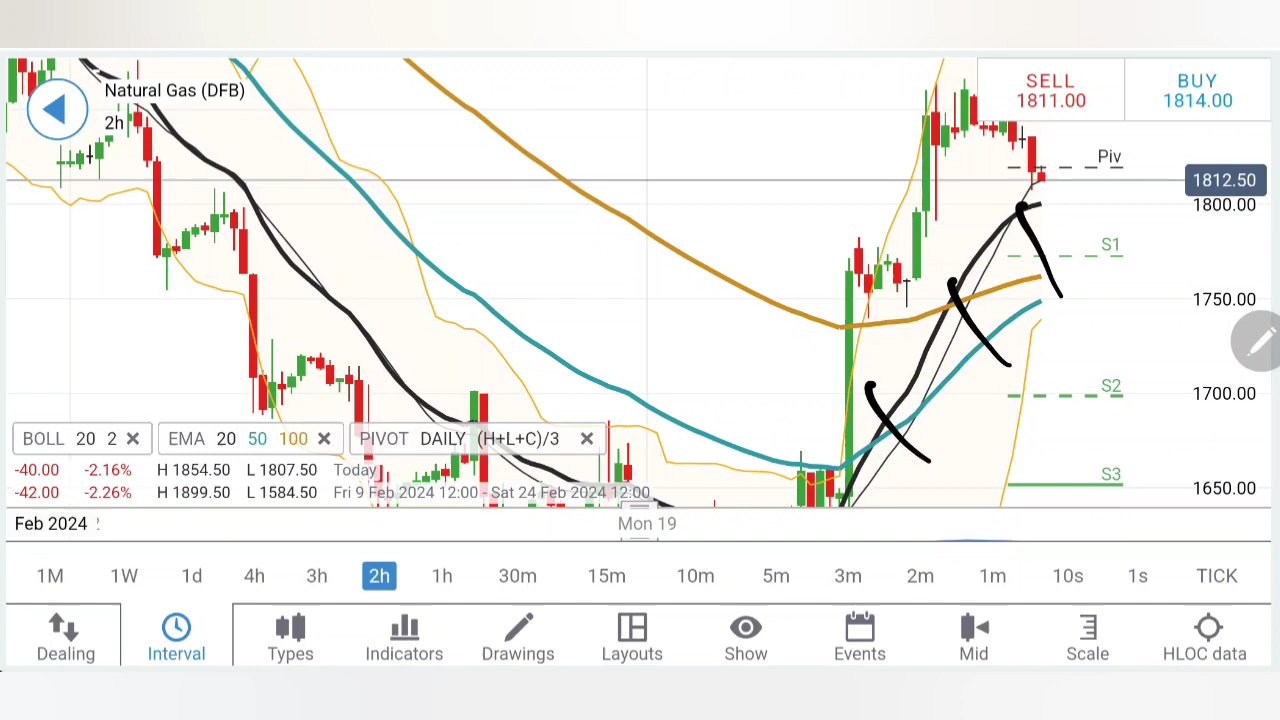 Natural Gas (DFB)
2h
SELL
1811.00
BUY
1814.00
Piv
1812.50
1800.00
S1
1750.00
S2
1700.00
BOLL 20 2
EMA 20 50 100
PIVOT DAILY (H+L+C)/3
-40.00 -2.16% H 1854.50 L 1807.50 Today
S3
-42.00 -2.26% H 1899.50 L 1584.50 Fri 9 Feb 2024 12:00 - Sat 24 Feb 2024 12:00
1650.00
Feb 2024
Mon 19
1M 1W 1d 4h 3h 2h 1h 30m 15m 10m 5m 3m 2m 1m 10s 1s TICK
Dealing Interval Types Indicators Drawings Layouts Show Events Mid Scale HLOC data